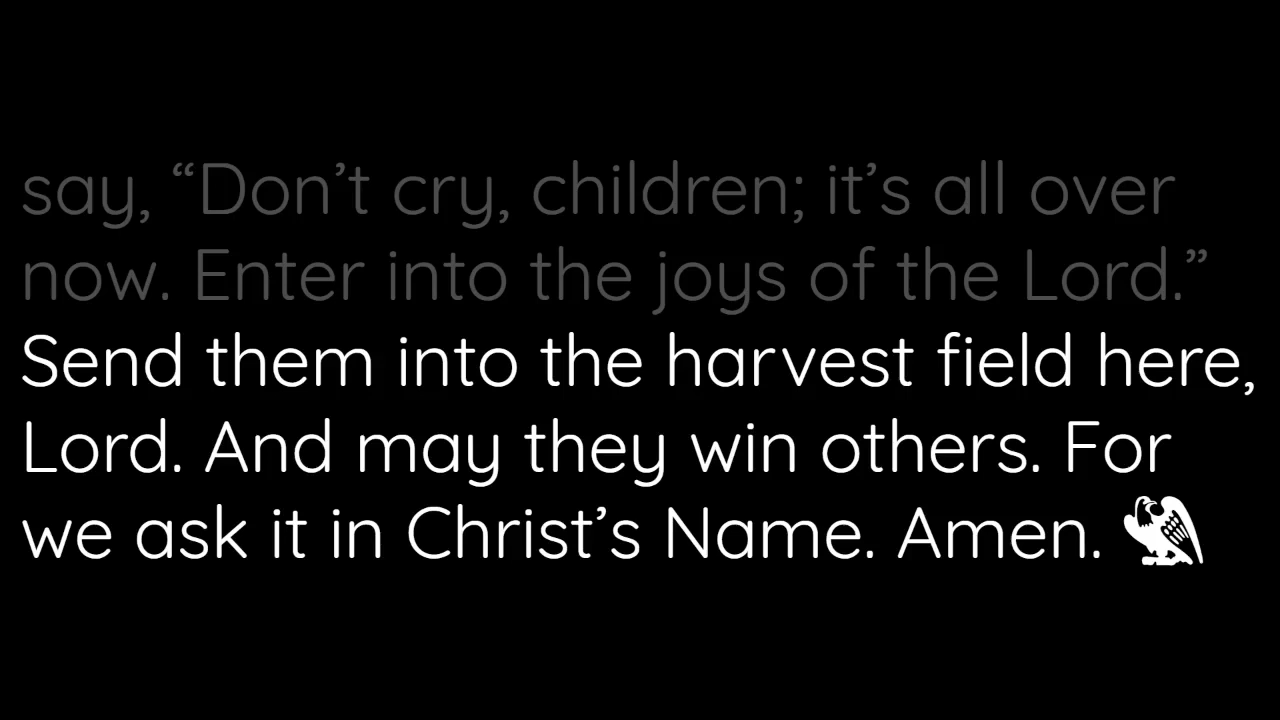 say, “Don’t cry, children; it’s all over
now. Enter into the joys of the Lord.”
Send them into the harvest field here,
Lord. And may they win others. For
we ask it in Christ’s Name. Amen.